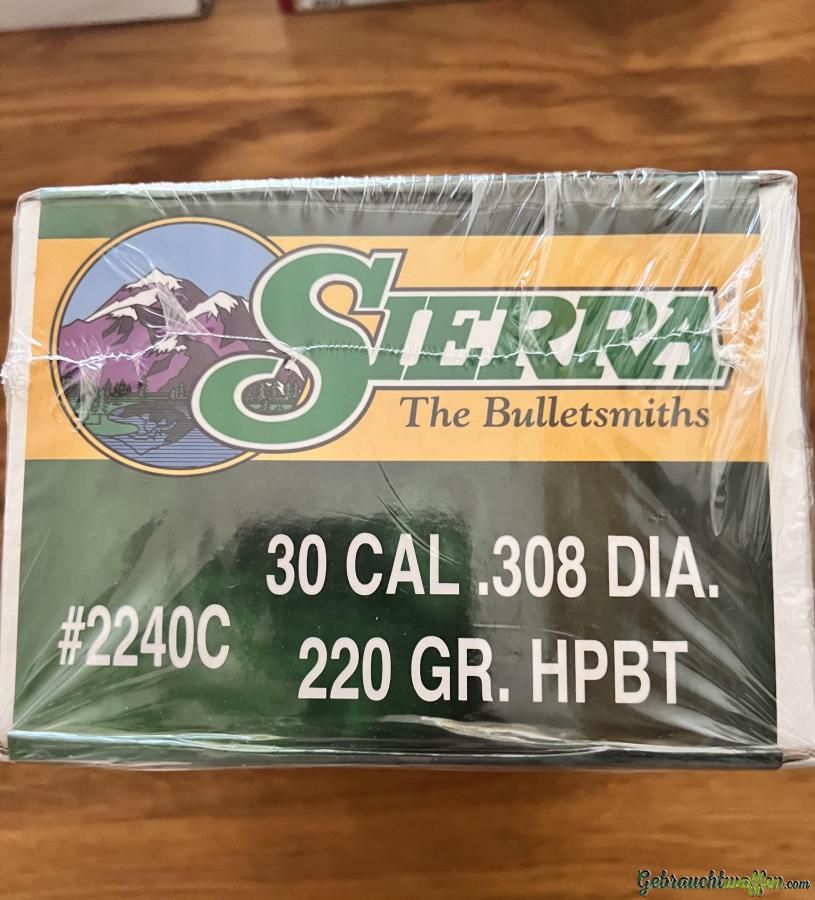 SIERRA
The Bulletsmiths
30 CAL .308 DIA.
#2240C
220 GR. HPBT
Gebrauchtwaffen.com